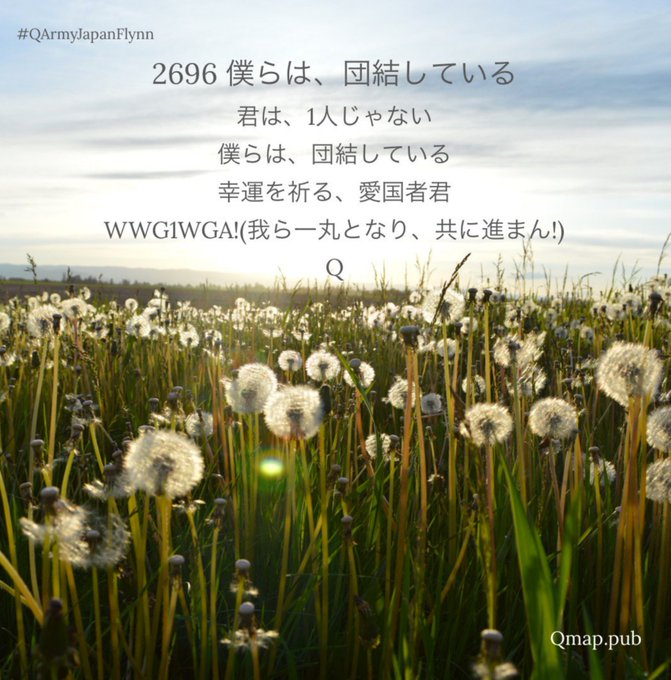 #QArmyJapanFlynn
2696 僕らは、団結している
君は、1人じゃない
僕らは、団結している
幸運を祈る、愛国者君
WWG1WGA!(我ら一丸となり、共に進まん!)
Q
Qmap.pub